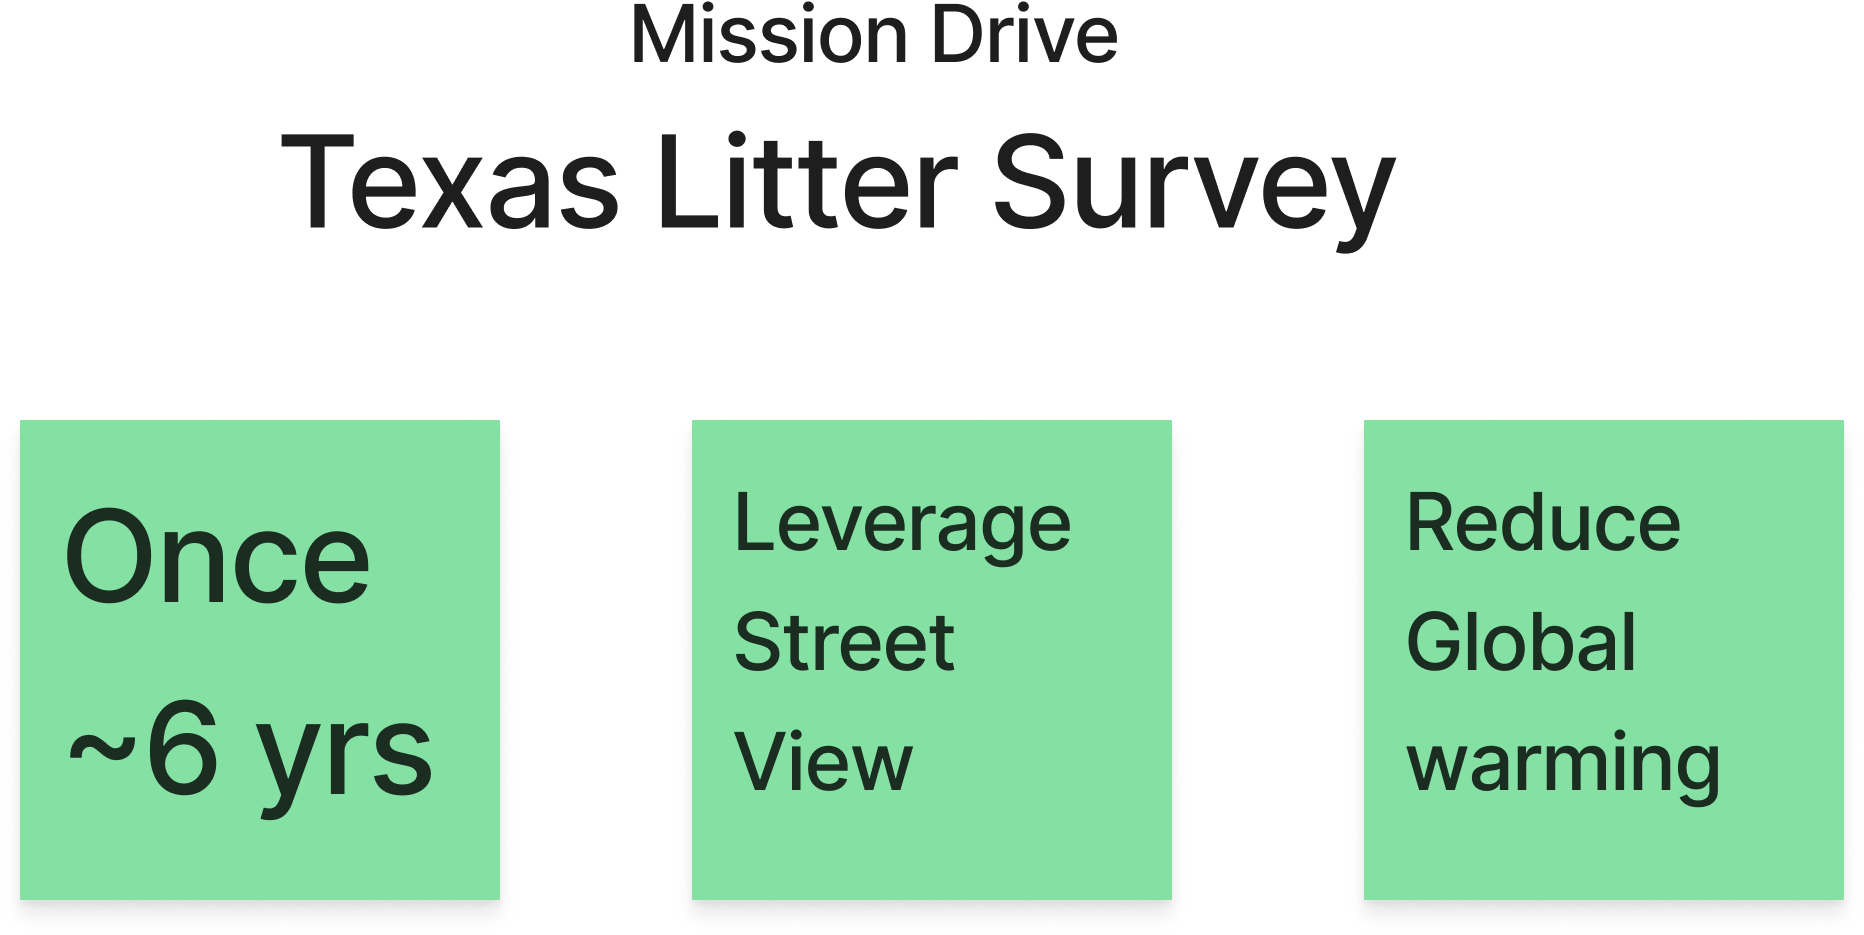 Mission Drive
Texas Litter Survey
Once
~6 yrs
Leverage
Street
View
Reduce
Global
warming